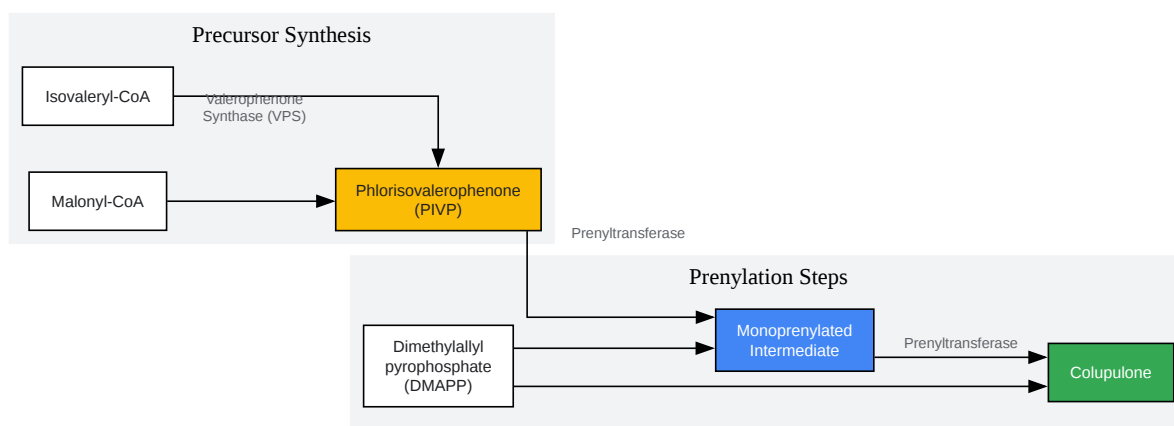 Precursor Synthesis
Isovaleryl-CoA
Valerophenone
Synthase (VPS)
Malonyl-CoA
Phlorisovalerophenone
(PIVP)
Prenyltransferase
Prenylation Steps
Dimethylallyl
pyrophosphate
(DMAPP)
Monoprenylated
Intermediate
Prenyltransferase
Colupulone